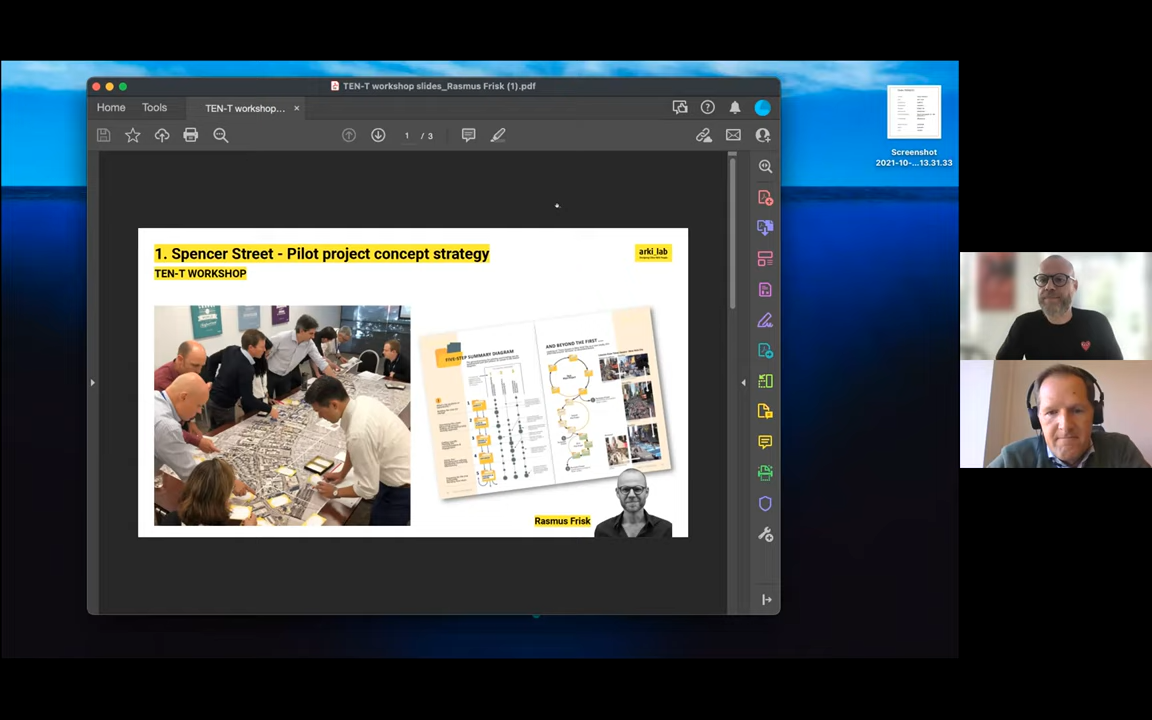 TEN-T workshop slides_Rasmus Frisk (1).pdf
Home
Tools
TEN-T workshop...
1 / 3
Screenshot
2021-10-...13.31.33
1. Spencer Street - Pilot project concept strategy
TEN-T WORKSHOP
arki_lab
FIVE-STEP SUMMARY DIAGRAM
AND BEYOND THE FIRST
Rasmus Frisk